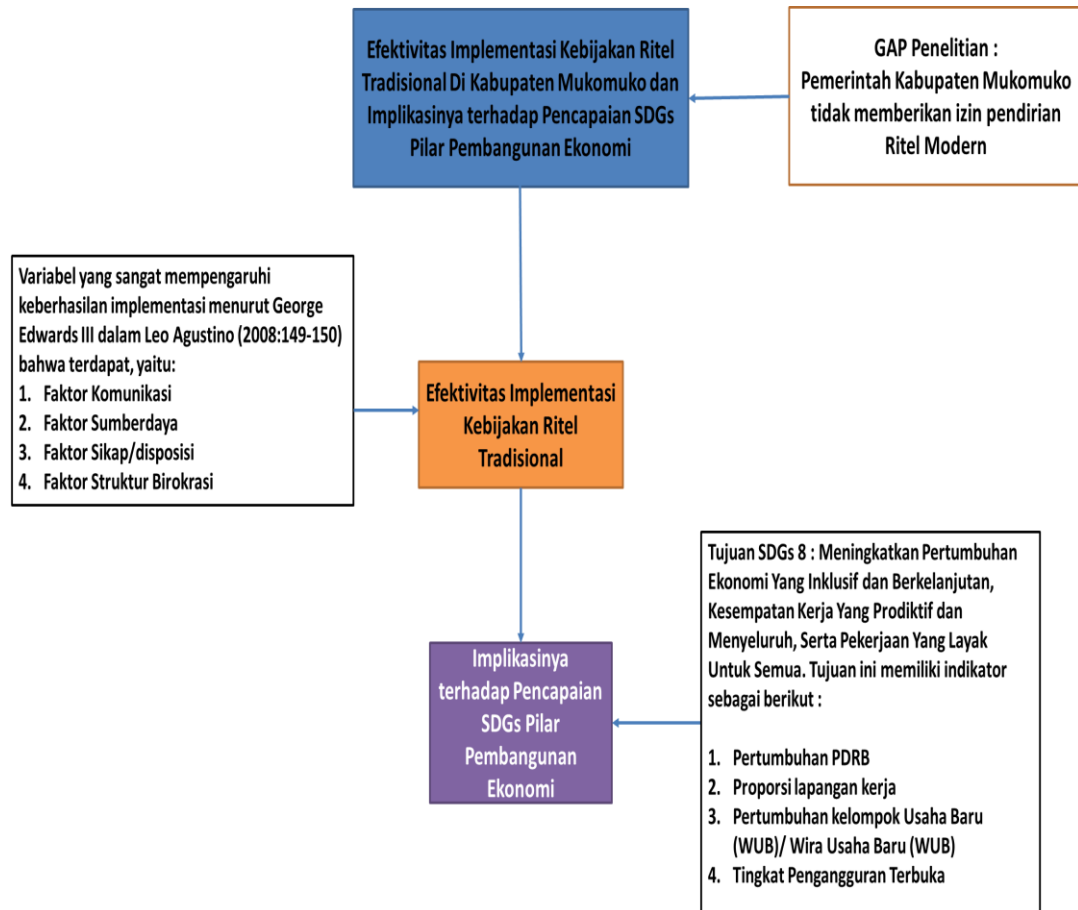 Efektivitas Implementasi Kebijakan Ritel
Tradisional Di Kabupaten Mukomuko dan
Implikasinya terhadap Pencapaian SDGs
Pilar Pembangunan Ekonomi
GAP Penelitian :
Pemerintah Kabupaten Mukomuko
tidak memberikan izin pendirian
Ritel Modern
Variabel yang sangat mempengaruhi
keberhasilan implementasi menurut George
Edwards III dalam Leo Agustino (2008:149-150)
bahwa terdapat, yaitu:
1. Faktor Komunikasi
2. Faktor Sumberdaya
3. Faktor Sikap/disposisi
4. Faktor Struktur Birokrasi
Efektivitas Implementasi
Kebijakan Ritel
Tradisional
Implikasinya
terhadap Pencapaian
SDGs Pilar
Pembangunan
Ekonomi
Tujuan SDGs 8 : Meningkatkan Pertumbuhan
Ekonomi Yang Inklusif dan Berkelanjutan,
Kesempatan Kerja Yang Prodiktif dan
Menyeluruh, Serta Pekerjaan Yang Layak
Untuk Semua. Tujuan ini memiliki indikator
sebagai berikut :
1. Pertumbuhan PDRB
2. Proporsi lapangan kerja
3. Pertumbuhan kelompok Usaha Baru
(WUB)/ Wira Usaha Baru (WUB)
4. Tingkat Pengangguran Terbuka